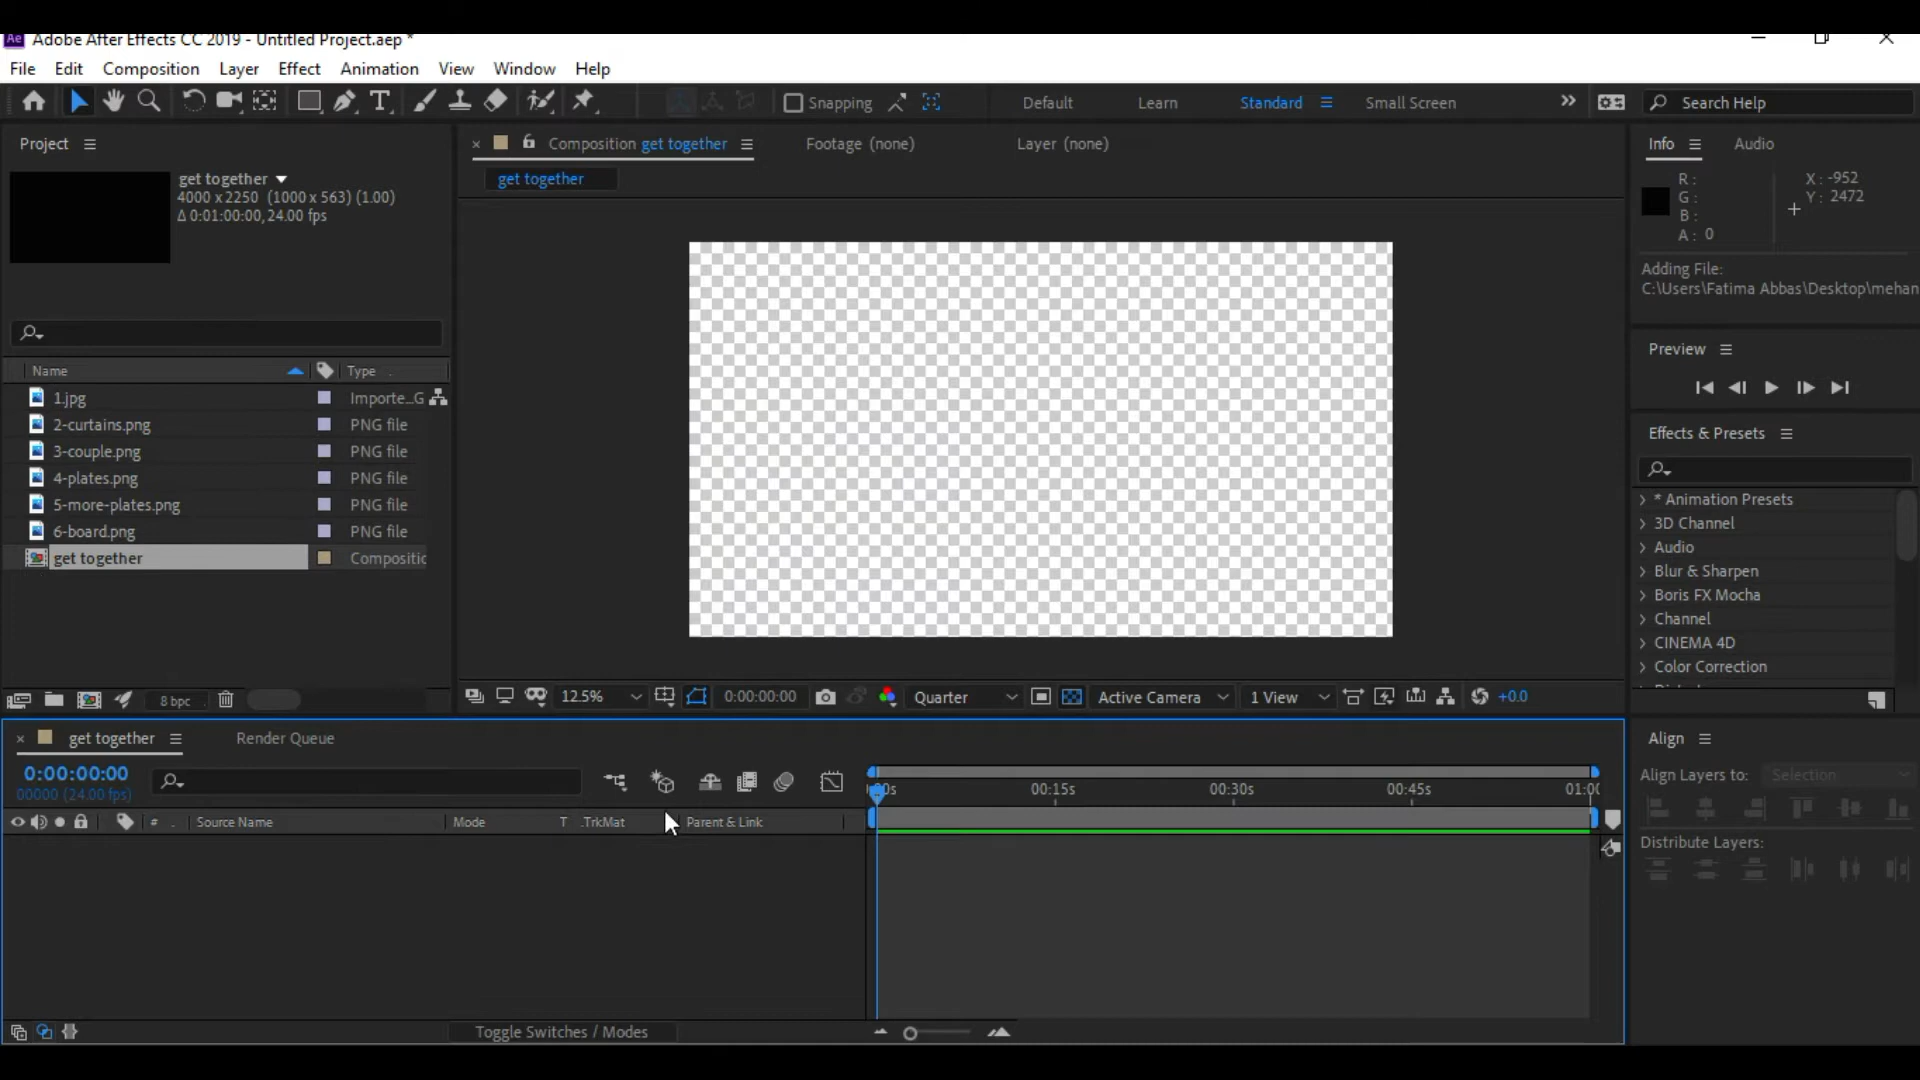 Adobe After Effects CC 2019 - Untitled Project.aep *
File Edit Composition Layer Effect Animation View Window Help
Snapping Default Learn Standard Small Screen Search Help
Project
get together
4000 x 2250 (1000 x 563) (1.00)
Δ 0:01:00:00, 24.00 fps
Name Type
1.jpg Importe...G
2-curtains.png PNG file
3-couple.png PNG file
4-plates.png PNG file
5-more-plates.png PNG file
6-board.png PNG file
get together Compositic
8 bpc
Composition get together Footage (none) Layer (none)
get together
12.5% 0:00:00:00 Quarter Active Camera 1 View +0.0
Info Audio
R :
G :
B :
A : 0
X : -952
Y : 2472
Adding File:
C:\Users\Fatima Abbas\Desktop\mehan
Preview
Effects & Presets
* Animation Presets
3D Channel
Audio
Blur & Sharpen
Boris FX Mocha
Channel
CINEMA 4D
Color Correction
get together Render Queue
0:00:00:00
00000 (24.00 fps)
00:15s 00:30s 00:45s
# Source Name Mode T .TrkMat Parent & Link
Toggle Switches / Modes
Align
Align Layers to: Selection
Distribute Layers: